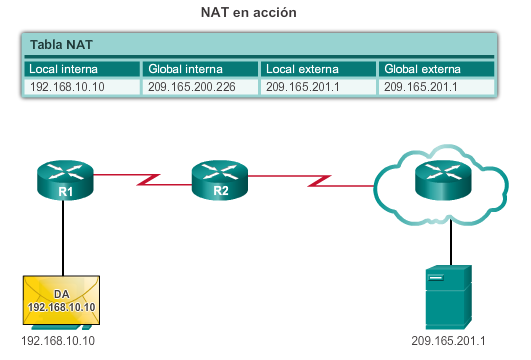 NAT en acción
Tabla NAT
Local interna Global interna Local externa Global externa
192.168.10.10 209.165.200.226 209.165.201.1 209.165.201.1
R1 R2
DA
192.168.10.10
192.168.10.10 209.165.201.1